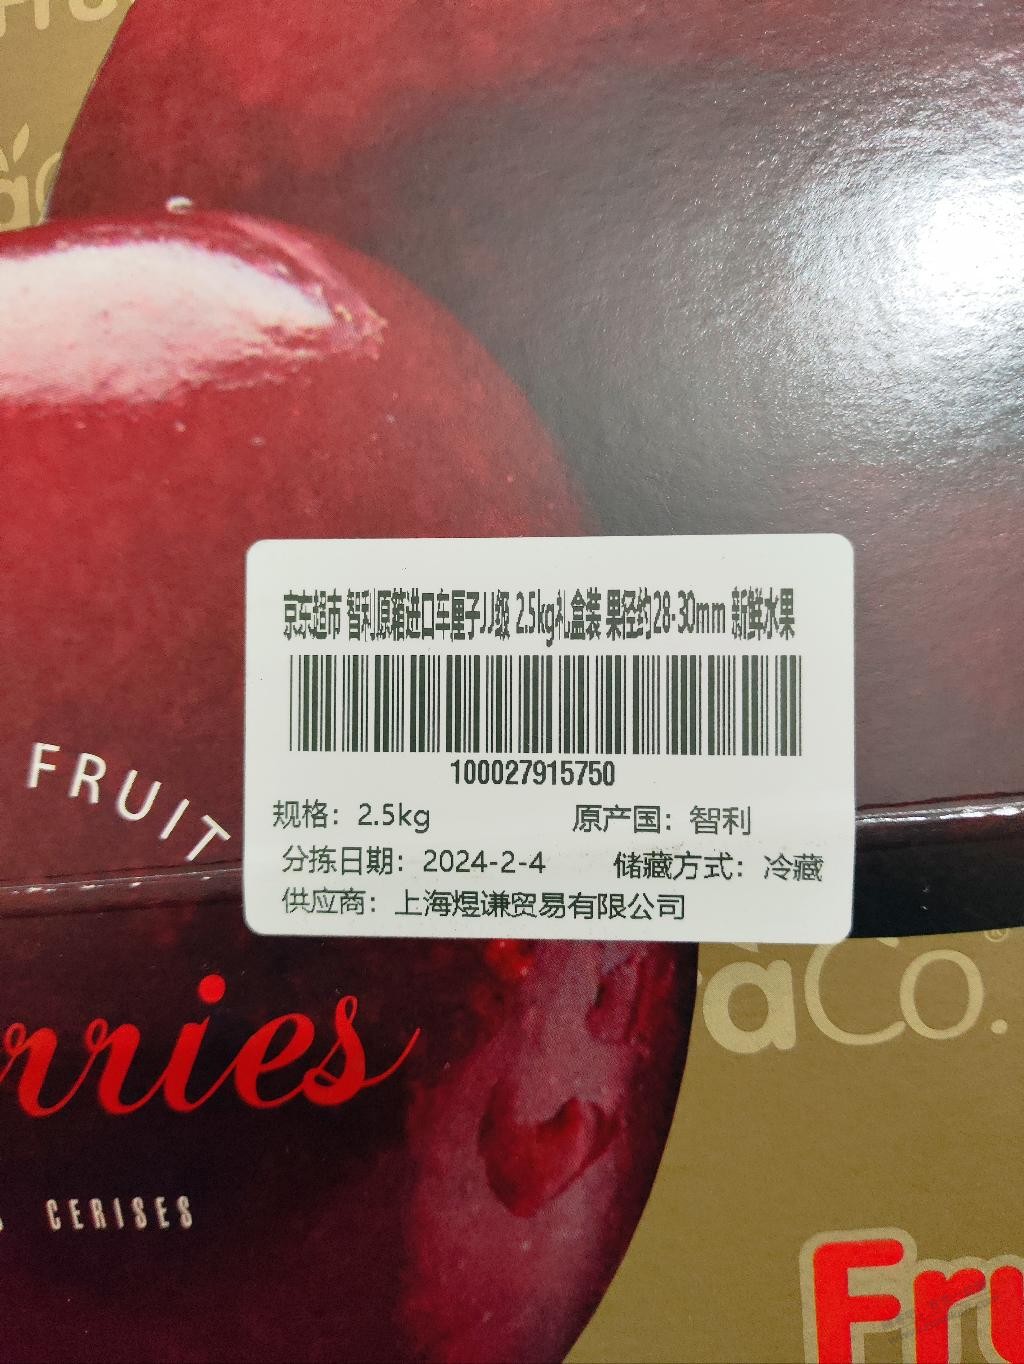 京东超市 智利原箱进口车厘子JJ级 2.5kg礼盒装 果径约28-30mm 新鲜水果
100027915750
规格：2.5kg 原产国：智利
分拣日期：2024-2-4 储藏方式：冷藏
供应商：上海煜谦贸易有限公司
FRUIT
rries
aCo.®
CERISES
Fru